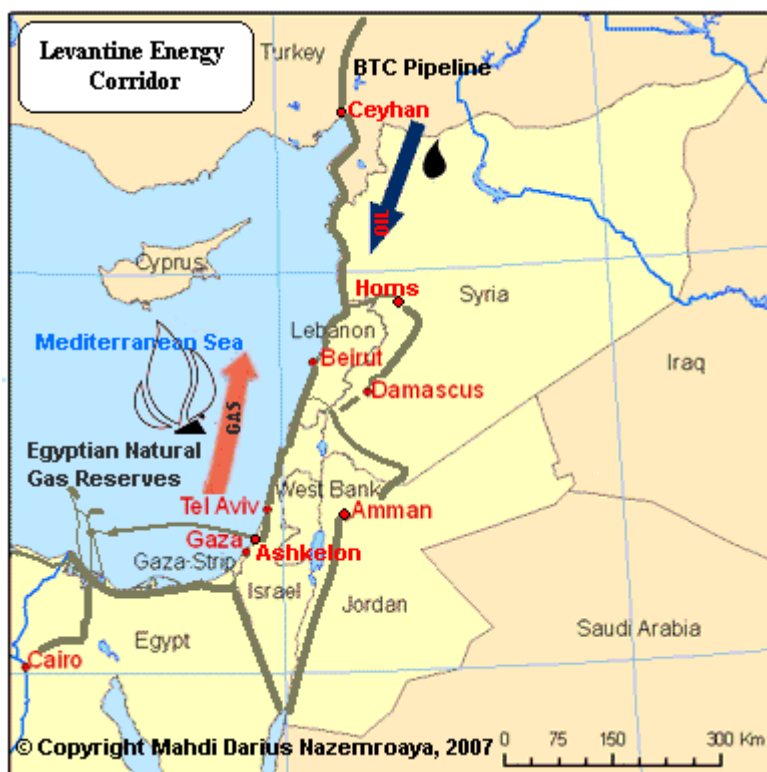 Levantine Energy
Corridor
Turkey
BTC Pipeline
Ceyhan
OIL
Cyprus
Homs
Syria
Lebanon
Mediterranean Sea
Beirut
Iraq
Damascus
GAS
Egyptian Natural
Gas Reserves
West Bank
Tel Aviv
Amman
Gaza
Ashkelon
Gaza-Strip
Israel
Jordan
Saudi Arabia
Egypt
Cairo
© Copyright Mahdi Darius Nazemroaya, 2007
0 75 150 300 Km